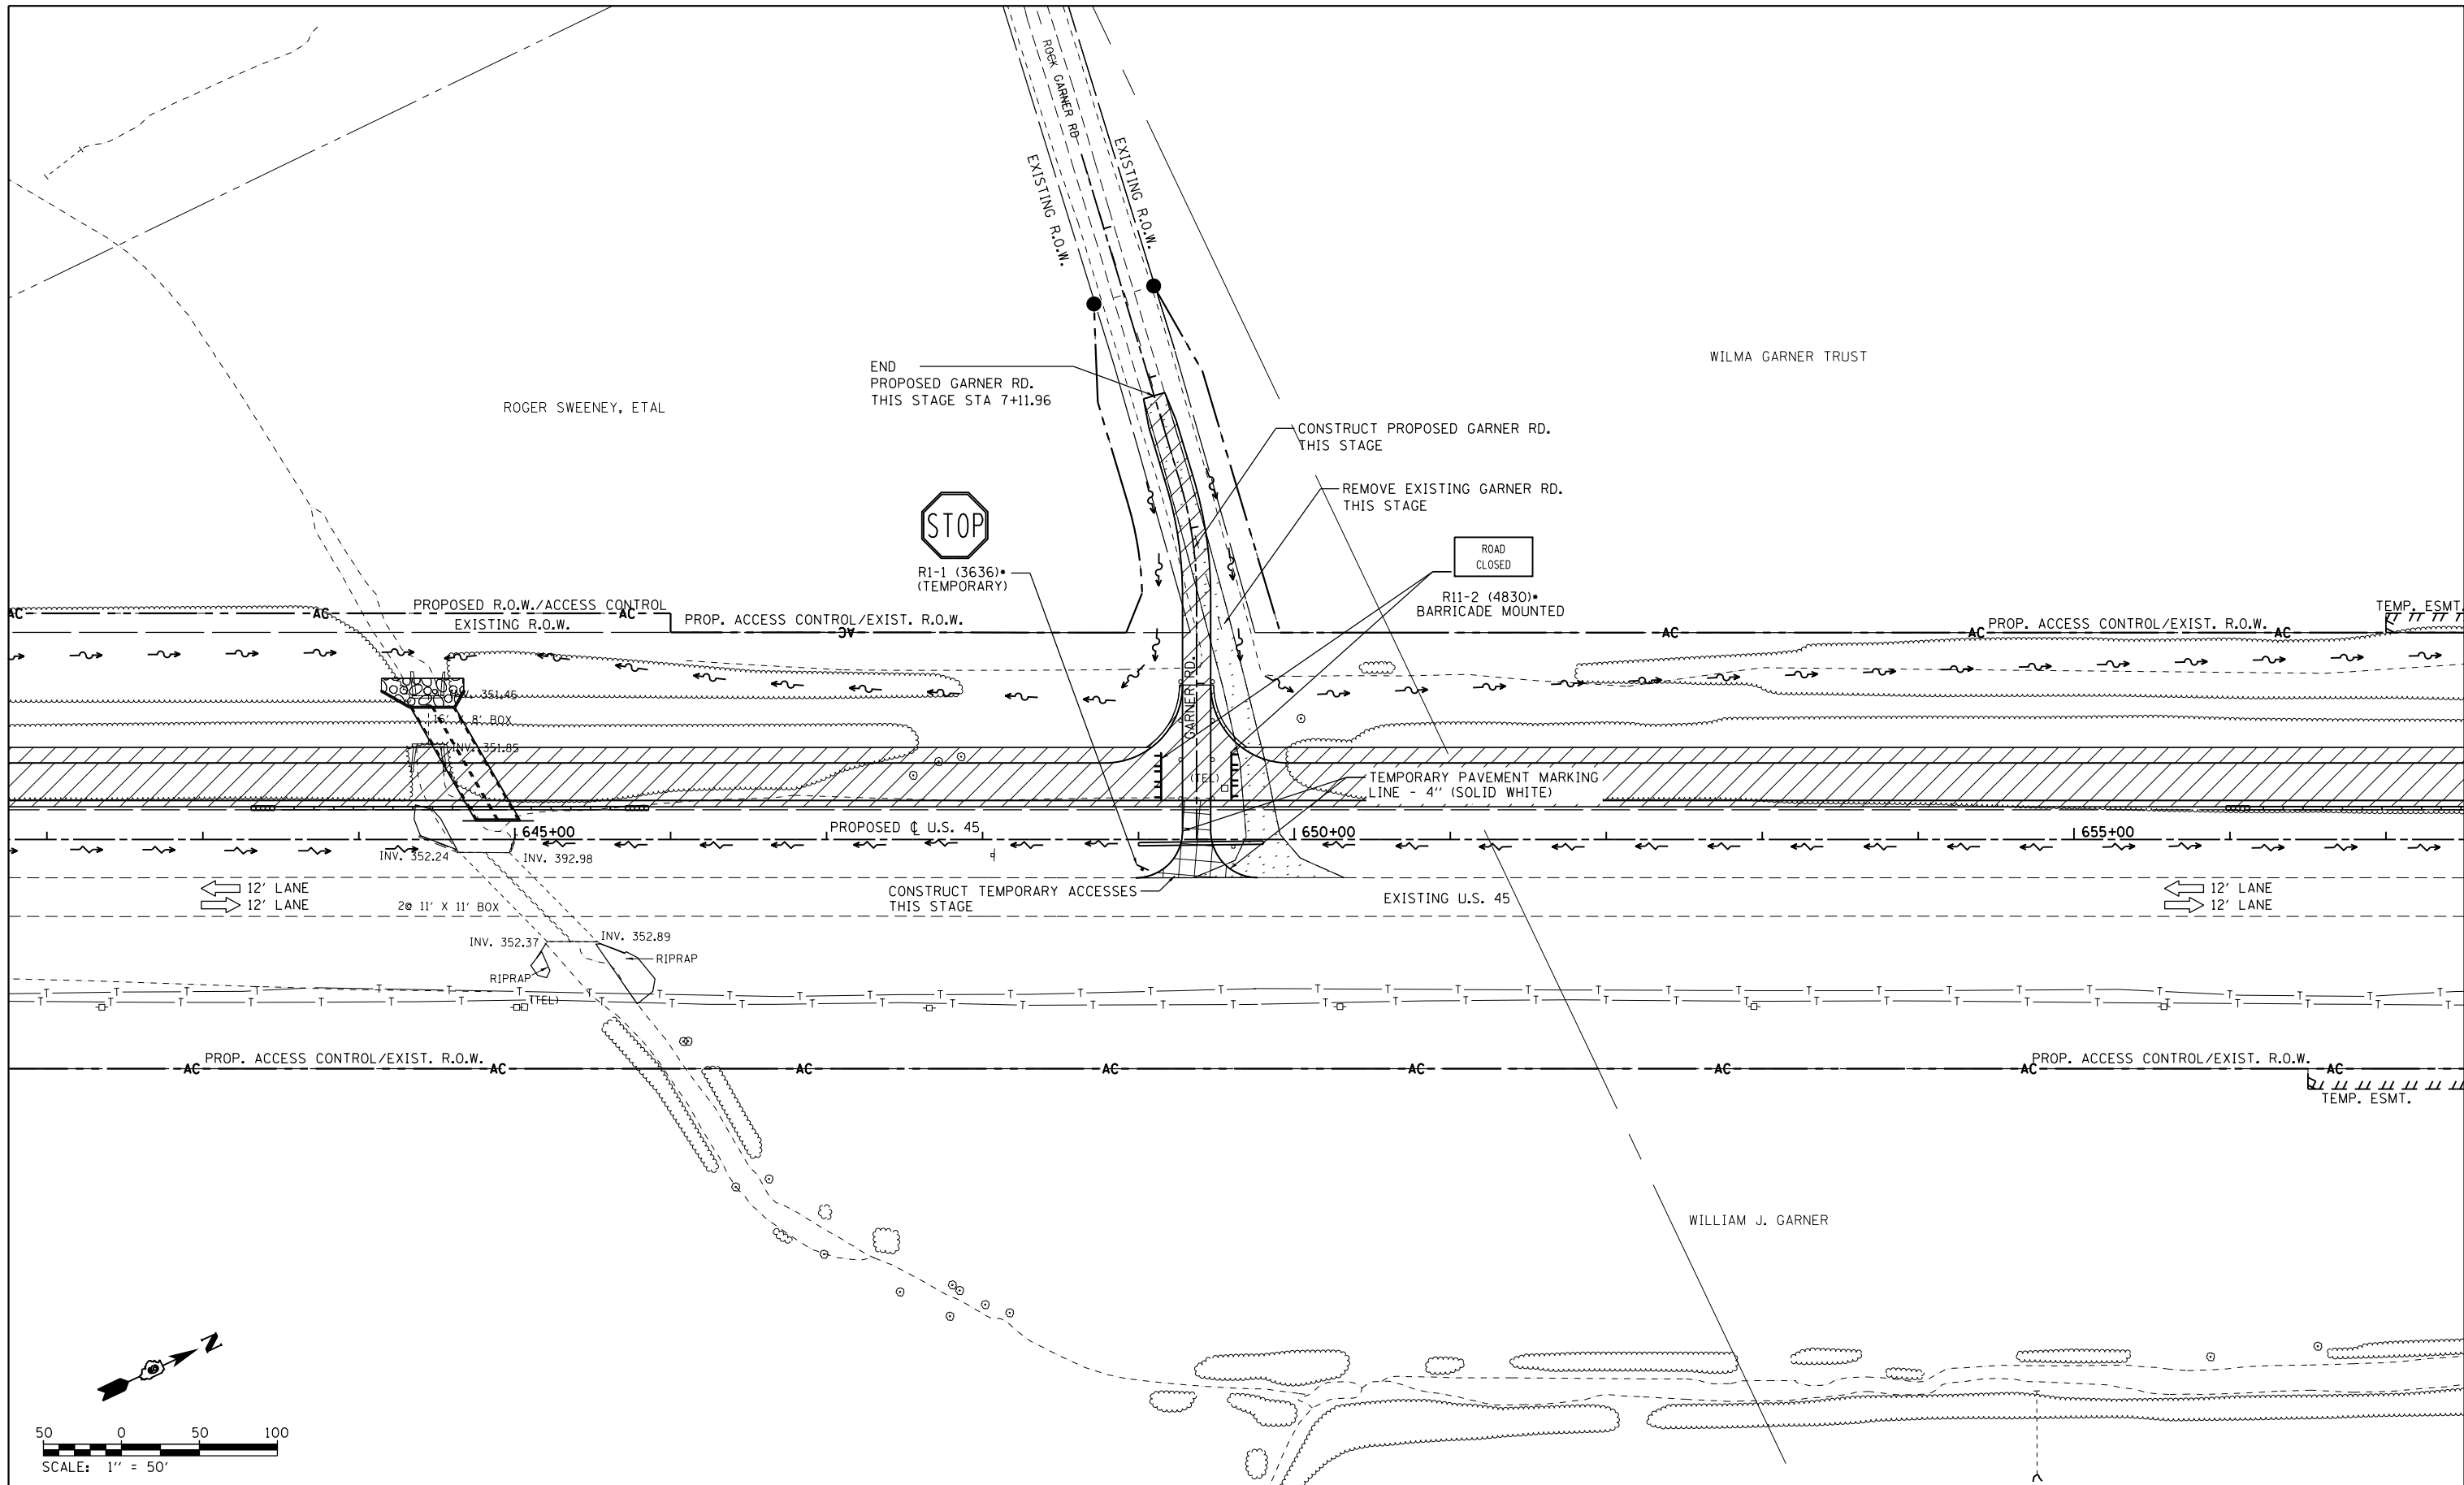 ROCK GARNER RD
EXISTING R.O.W.
EXISTING R.O.W.
WILMA GARNER TRUST
END
PROPOSED GARNER RD.
THIS STAGE STA 7+11.96
ROGER SWEENEY, ETAL
CONSTRUCT PROPOSED GARNER RD.
THIS STAGE
REMOVE EXISTING GARNER RD.
THIS STAGE
STOP
R1-1 (3636)*
(TEMPORARY)
ROAD
CLOSED
R11-2 (4830)*
BARRICADE MOUNTED
AC
AC
PROPOSED R.O.W./ACCESS CONTROL
AC
EXISTING R.O.W.
PROP. ACCESS CONTROL/EXIST. R.O.W.
AC
AC
AC
PROP. ACCESS CONTROL/EXIST. R.O.W.
AC
TEMP. ESMT.
INV. 351.45
16' X 8' BOX
INV. 351.85
GARNER RD.
(TEL)
TEMPORARY PAVEMENT MARKING
LINE - 4" (SOLID WHITE)
645+00
PROPOSED ℄ U.S. 45
650+00
655+00
INV. 352.24
INV. 392.98
12' LANE
12' LANE
2@ 11' X 11' BOX
CONSTRUCT TEMPORARY ACCESSES
THIS STAGE
EXISTING U.S. 45
12' LANE
12' LANE
INV. 352.37
INV. 352.89
RIPRAP
RIPRAP
(TEL)
PROP. ACCESS CONTROL/EXIST. R.O.W.
AC
AC
AC
AC
AC
AC
AC
PROP. ACCESS CONTROL/EXIST. R.O.W.
AC
TEMP. ESMT.
WILLIAM J. GARNER
N
50 0 50 100
SCALE: 1" = 50'